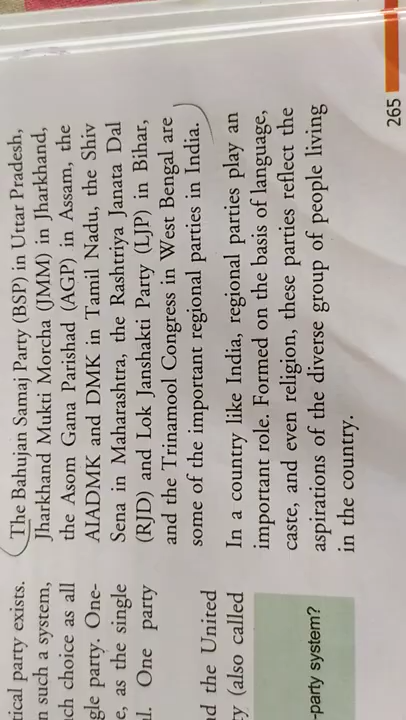 tical party exists.
n such a system,
ch choice as all
gle party. One-
e, as the single
l. One party
d the United
y (also called
party system?
The Bahujan Samaj Party (BSP) in Uttar Pradesh,
Jharkhand Mukti Morcha (JMM) in Jharkhand,
the Asom Gana Parishad (AGP) in Assam, the
AIADMK and DMK in Tamil Nadu, the Shiv
Sena in Maharashtra, the Rashtriya Janata Dal
(RJD) and Lok Janshakti Party (LJP) in Bihar,
and the Trinamool Congress in West Bengal are
some of the important regional parties in India.
In a country like India, regional parties play an
important role. Formed on the basis of language,
caste, and even religion, these parties reflect the
aspirations of the diverse group of people living
in the country.
265